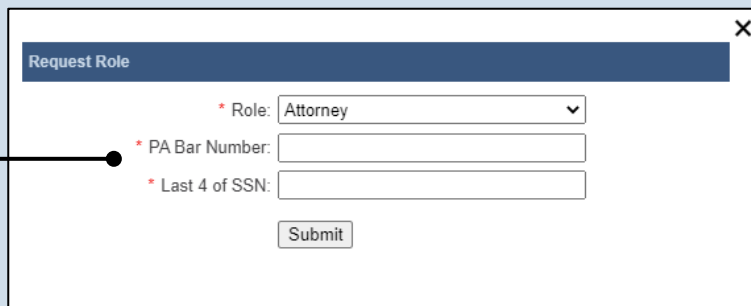 Request Role
* Role: Attorney
* PA Bar Number:
* Last 4 of SSN:
Submit